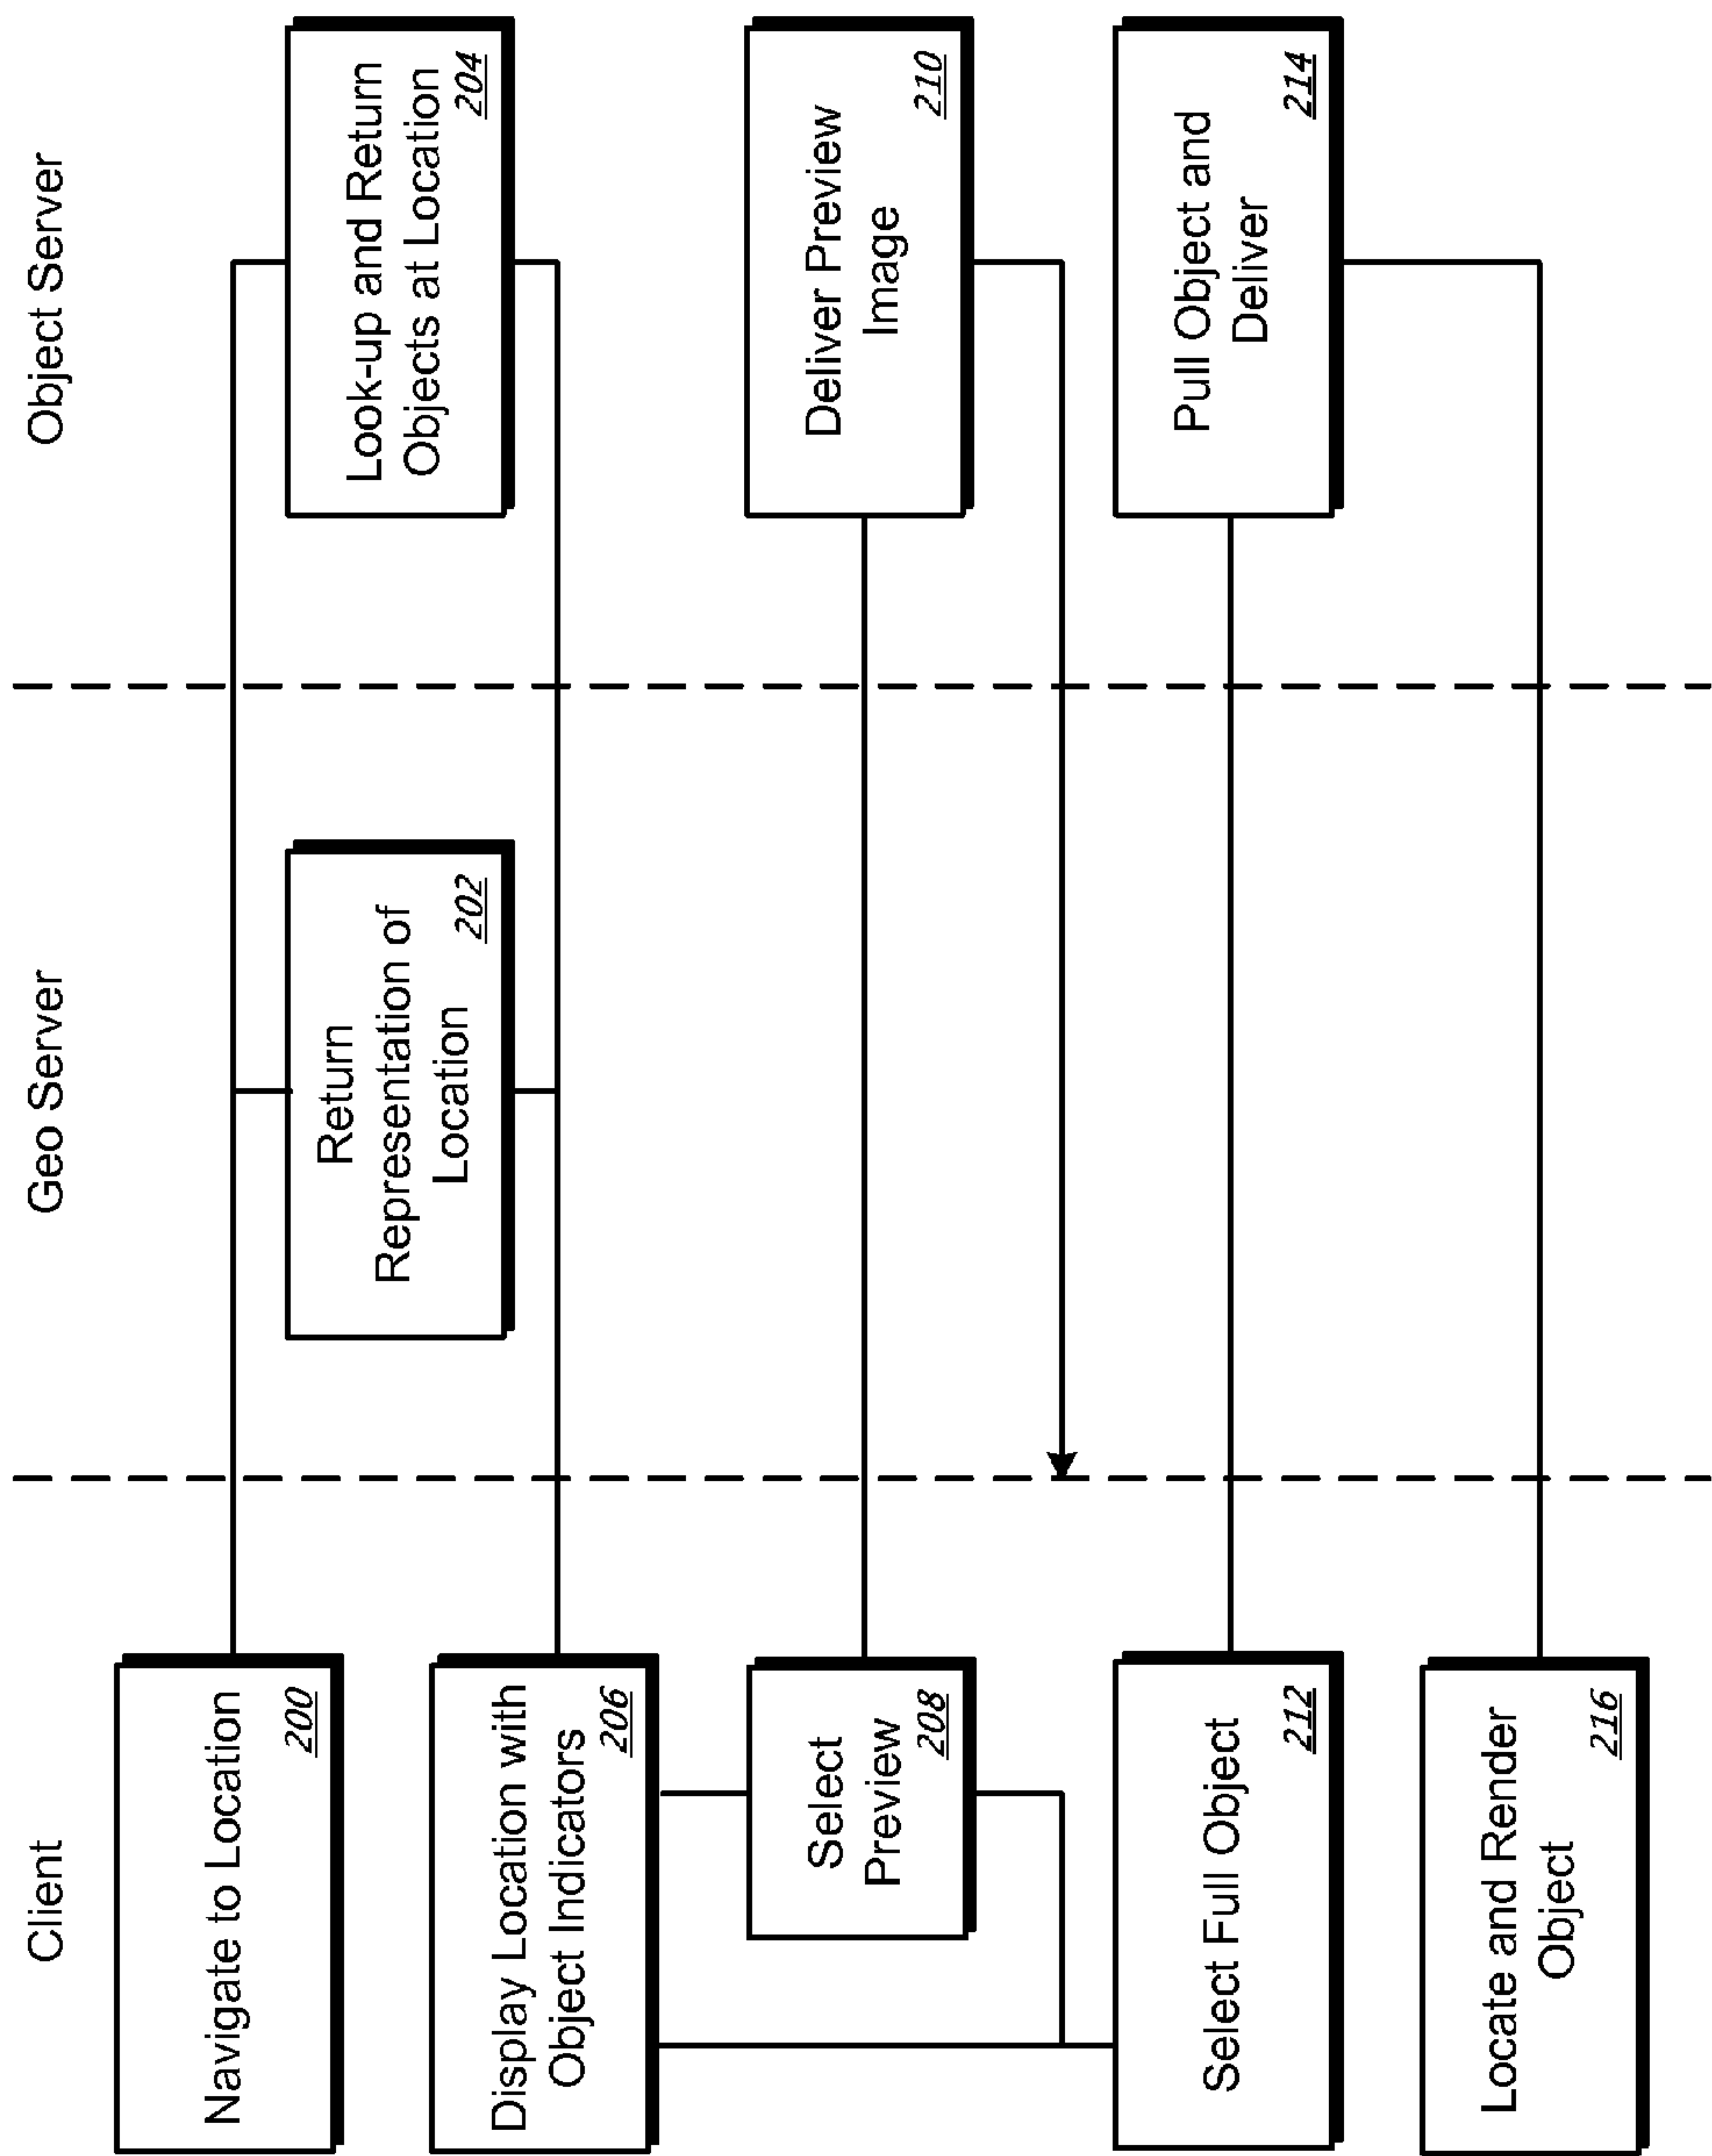 Client
Geo Server
Object Server
Navigate to Location
200
Return
Representation of
Location
202
Look-up and Return
Objects at Location
204
Display Location with
Object Indicators
206
Select
Preview
208
Deliver Preview
Image
210
Select Full Object
212
Pull Object and
Deliver
214
Locate and Render
Object
216